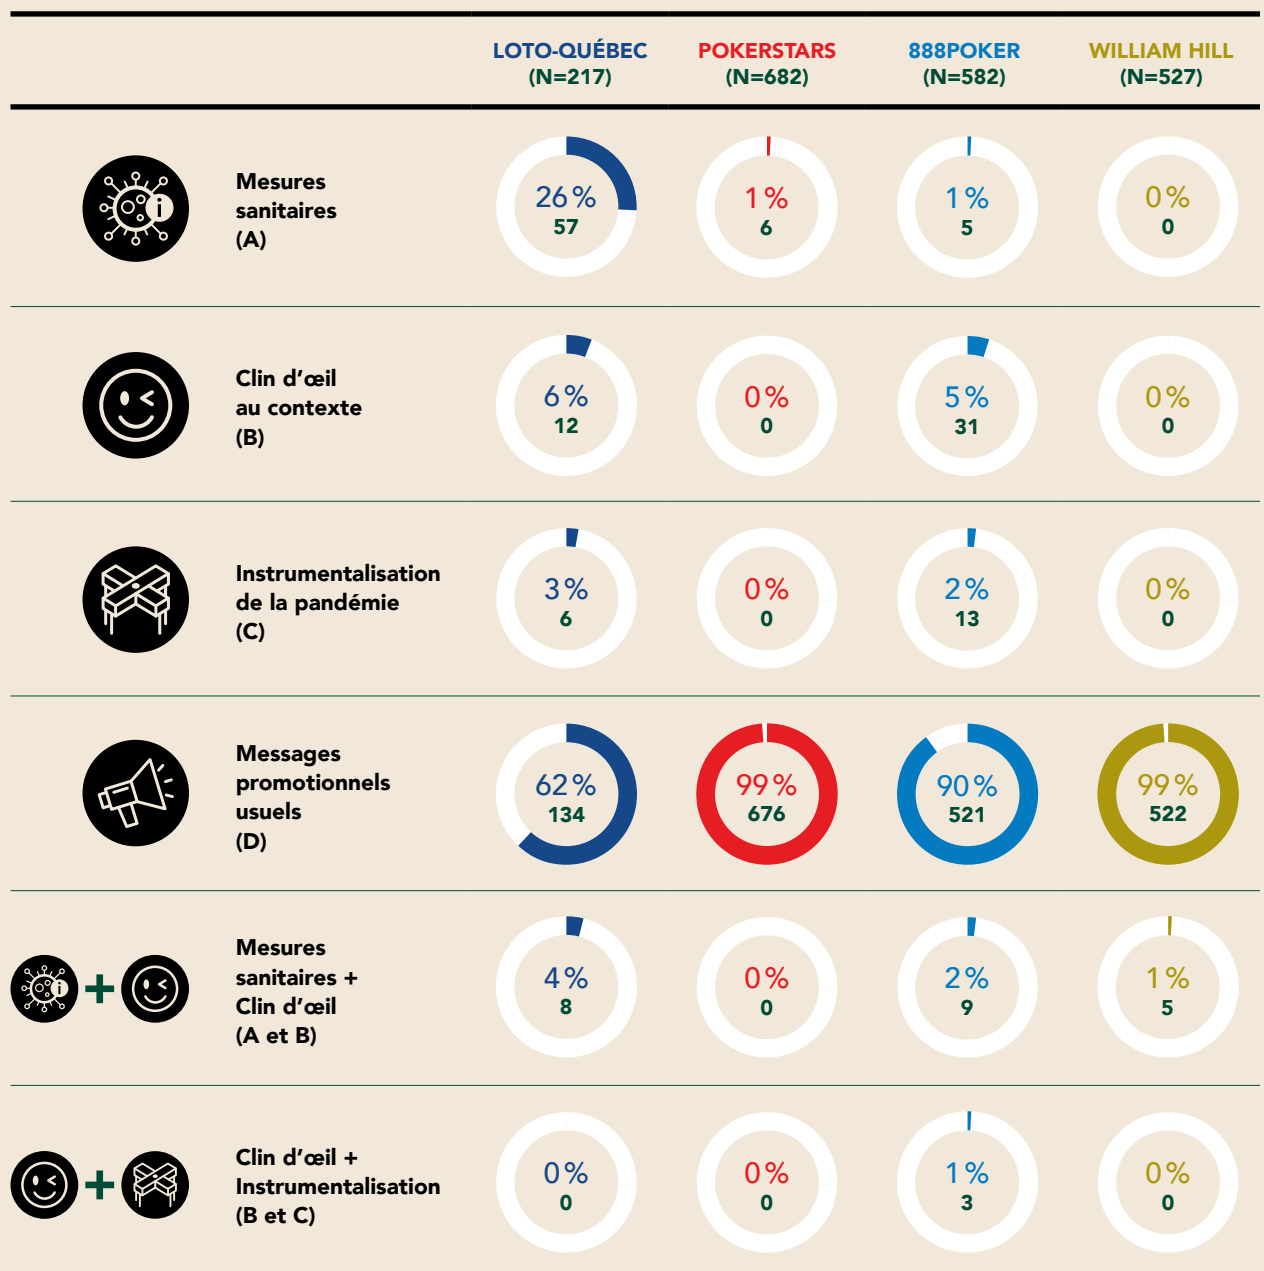 LOTO-QUÉBEC POKERSTARS 888POKER WILLIAM HILL
(N=217) (N=682) (N=582) (N=527)
Mesures
sanitaires
(A)
26 % 1 % 1 % 0 %
57 6 5 0
Clin d’œil
au contexte
(B)
6 % 0 % 5 % 0 %
12 0 31 0
Instrumentalisation
de la pandémie
(C)
3 % 0 % 2 % 0 %
6 0 13 0
Messages
promotionnels
usuels
(D)
62 % 99 % 90 % 99 %
134 676 521 522
Mesures
sanitaires +
Clin d’œil
(A et B)
4 % 0 % 2 % 1 %
8 0 9 5
Clin d’œil +
Instrumentalisation
(B et C)
0 % 0 % 1 % 0 %
0 0 3 0